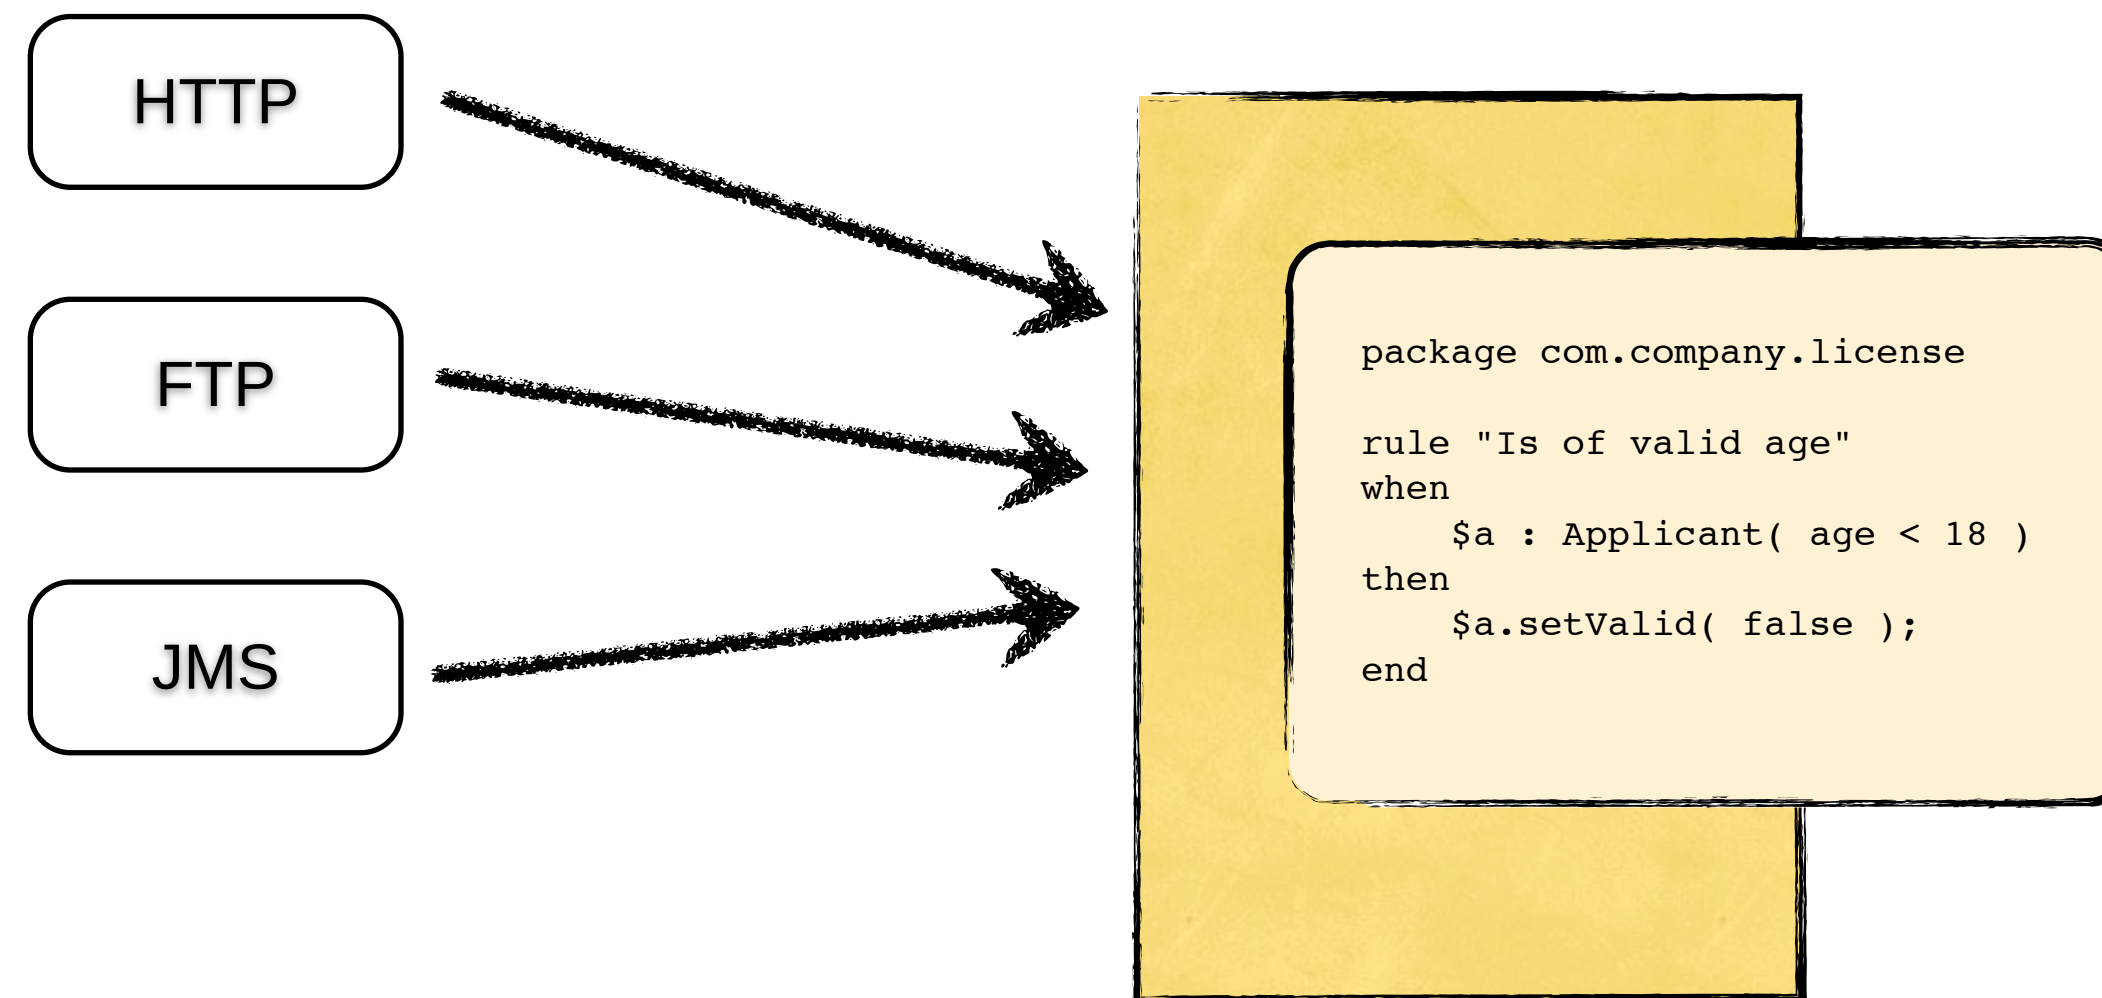 HTTP
FTP
JMS
package com.company.license
rule "Is of valid age"
when
    $a : Applicant( age < 18 )
then
    $a.setValid( false );
end